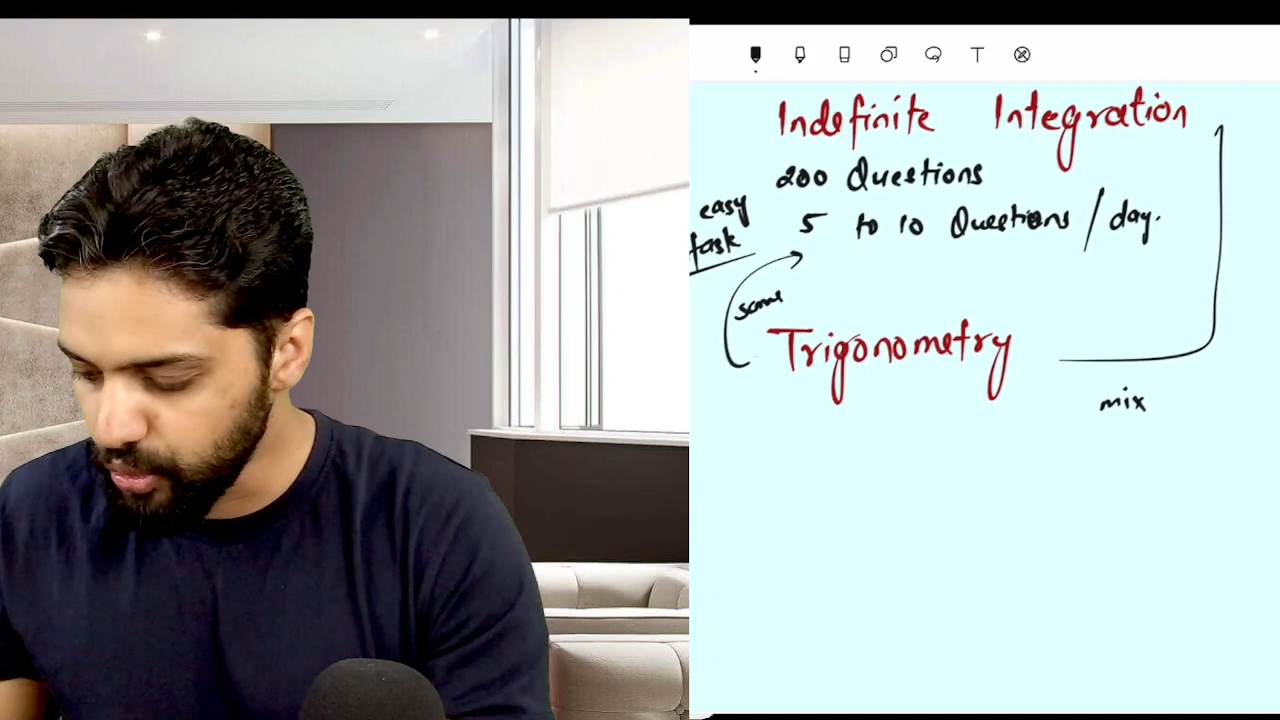 Indefinite Integration
200 Questions
easy
task
5 to 10 Questions / day.
same
Trigonometry
mix
T